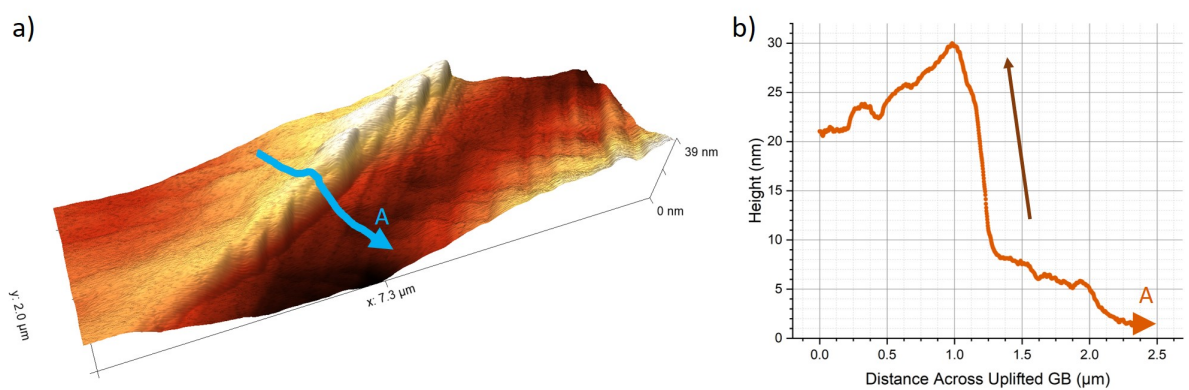 a)
A
39 nm
0 nm
x: 7.3 µm
y: 2.0 µm
b)
Height (nm)
30
25
20
15
10
5
0
A
0.0 0.5 1.0 1.5 2.0 2.5
Distance Across Uplifted GB (µm)